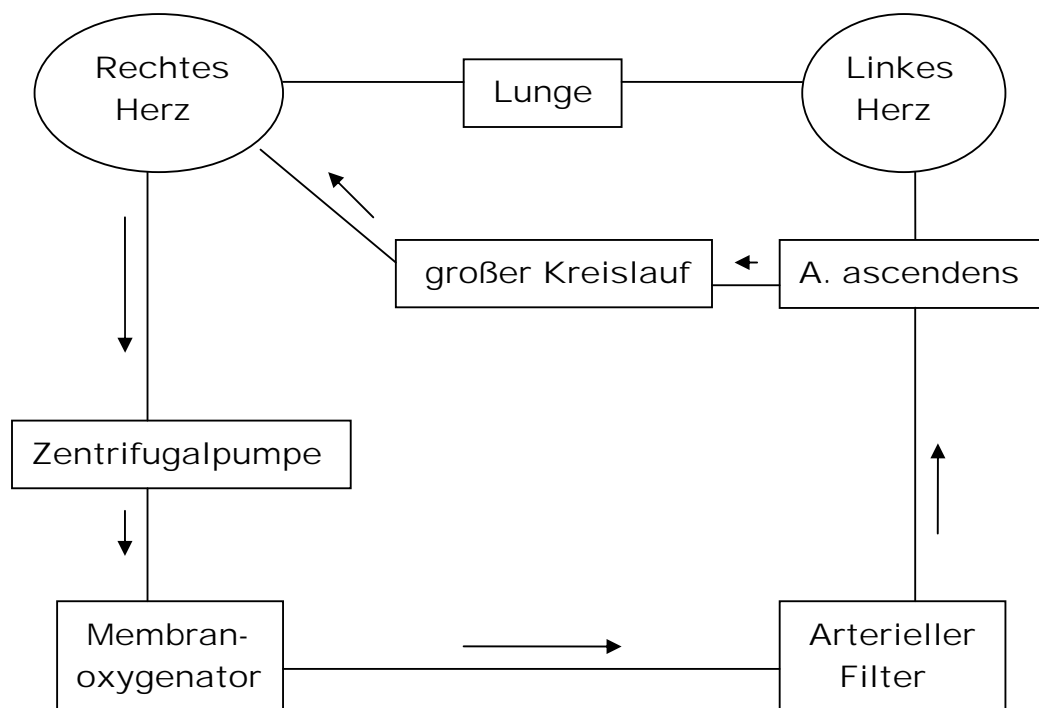 Rechtes
Herz
Lunge
Linkes
Herz
großer Kreislauf
A. ascendens
Zentrifugalpumpe
Membran-
oxygenator
Arterieller
Filter